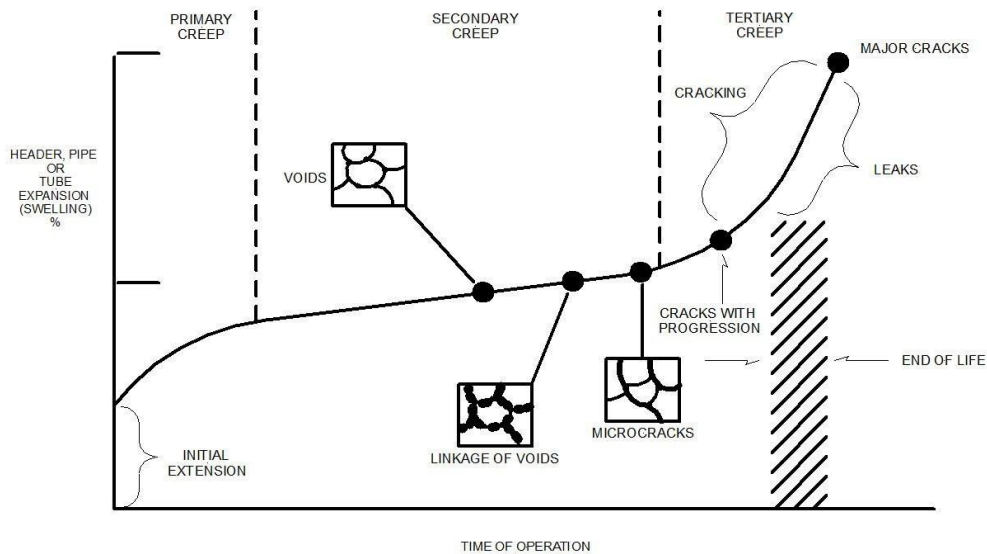 PRIMARY
CREEP
SECONDARY
CREEP
TERTIARY
CREEP
MAJOR CRACKS
CRACKING
HEADER, PIPE
OR
TUBE
EXPANSION
(SWELLING)
%
VOIDS
LEAKS
CRACKS WITH
PROGRESSION
END OF LIFE
MICROCRACKS
LINKAGE OF VOIDS
INITIAL
EXTENSION
TIME OF OPERATION